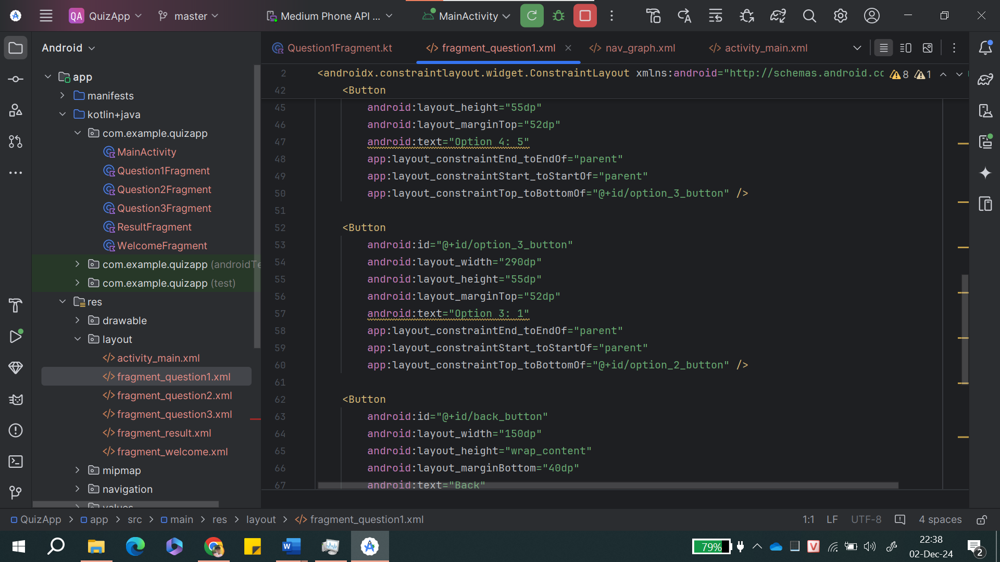 QA QuizApp master Medium Phone API ... MainActivity
Android
Question1Fragment.kt fragment_question1.xml nav_graph.xml activity_main.xml
app
manifests
kotlin+java
com.example.quizapp
MainActivity
Question1Fragment
Question2Fragment
Question3Fragment
ResultFragment
WelcomeFragment
com.example.quizapp (androidTe
com.example.quizapp (test)
res
drawable
layout
activity_main.xml
fragment_question1.xml
fragment_question2.xml
fragment_question3.xml
fragment_result.xml
fragment_welcome.xml
mipmap
navigation
values
2 <androidx.constraintlayout.widget.ConstraintLayout xmlns:android="http://schemas.android.co 8 1
42 <Button
45 android:layout_height="55dp"
46 android:layout_marginTop="52dp"
47 android:text="Option 4: 5"
48 app:layout_constraintEnd_toEndOf="parent"
49 app:layout_constraintStart_toStartOf="parent"
50 app:layout_constraintTop_toBottomOf="@+id/option_3_button" />
51
52 <Button
53 android:id="@+id/option_3_button"
54 android:layout_width="290dp"
55 android:layout_height="55dp"
56 android:layout_marginTop="52dp"
57 android:text="Option 3: 1"
58 app:layout_constraintEnd_toEndOf="parent"
59 app:layout_constraintStart_toStartOf="parent"
60 app:layout_constraintTop_toBottomOf="@+id/option_2_button" />
61
62 <Button
63 android:id="@+id/back_button"
64 android:layout_width="150dp"
65 android:layout_height="wrap_content"
66 android:layout_marginBottom="40dp"
67 android:text="Back"
QuizApp > app > src > main > res > layout > fragment_question1.xml 1:1 LF UTF-8 4 spaces
79% 22:38
02-Dec-24 2